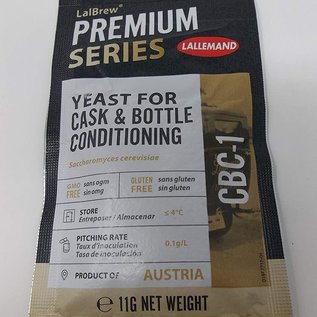 LalBrew®
PREMIUM
SERIES
LALLEMAND
YEAST FOR
CASK & BOTTLE
CONDITIONING
Saccharomyces cerevisiae
GMO FREE
sans ogm
sin omg
GLUTEN FREE
sans gluten
sin gluten
STORE
Entreposer / Almacenar
≤ 4°C
PITCHING RATE
Taux d'inoculation
Tasa de inoculación
0.1g/L
PRODUCT OF
AUSTRIA
CBC-1
℮ 11G NET WEIGHT